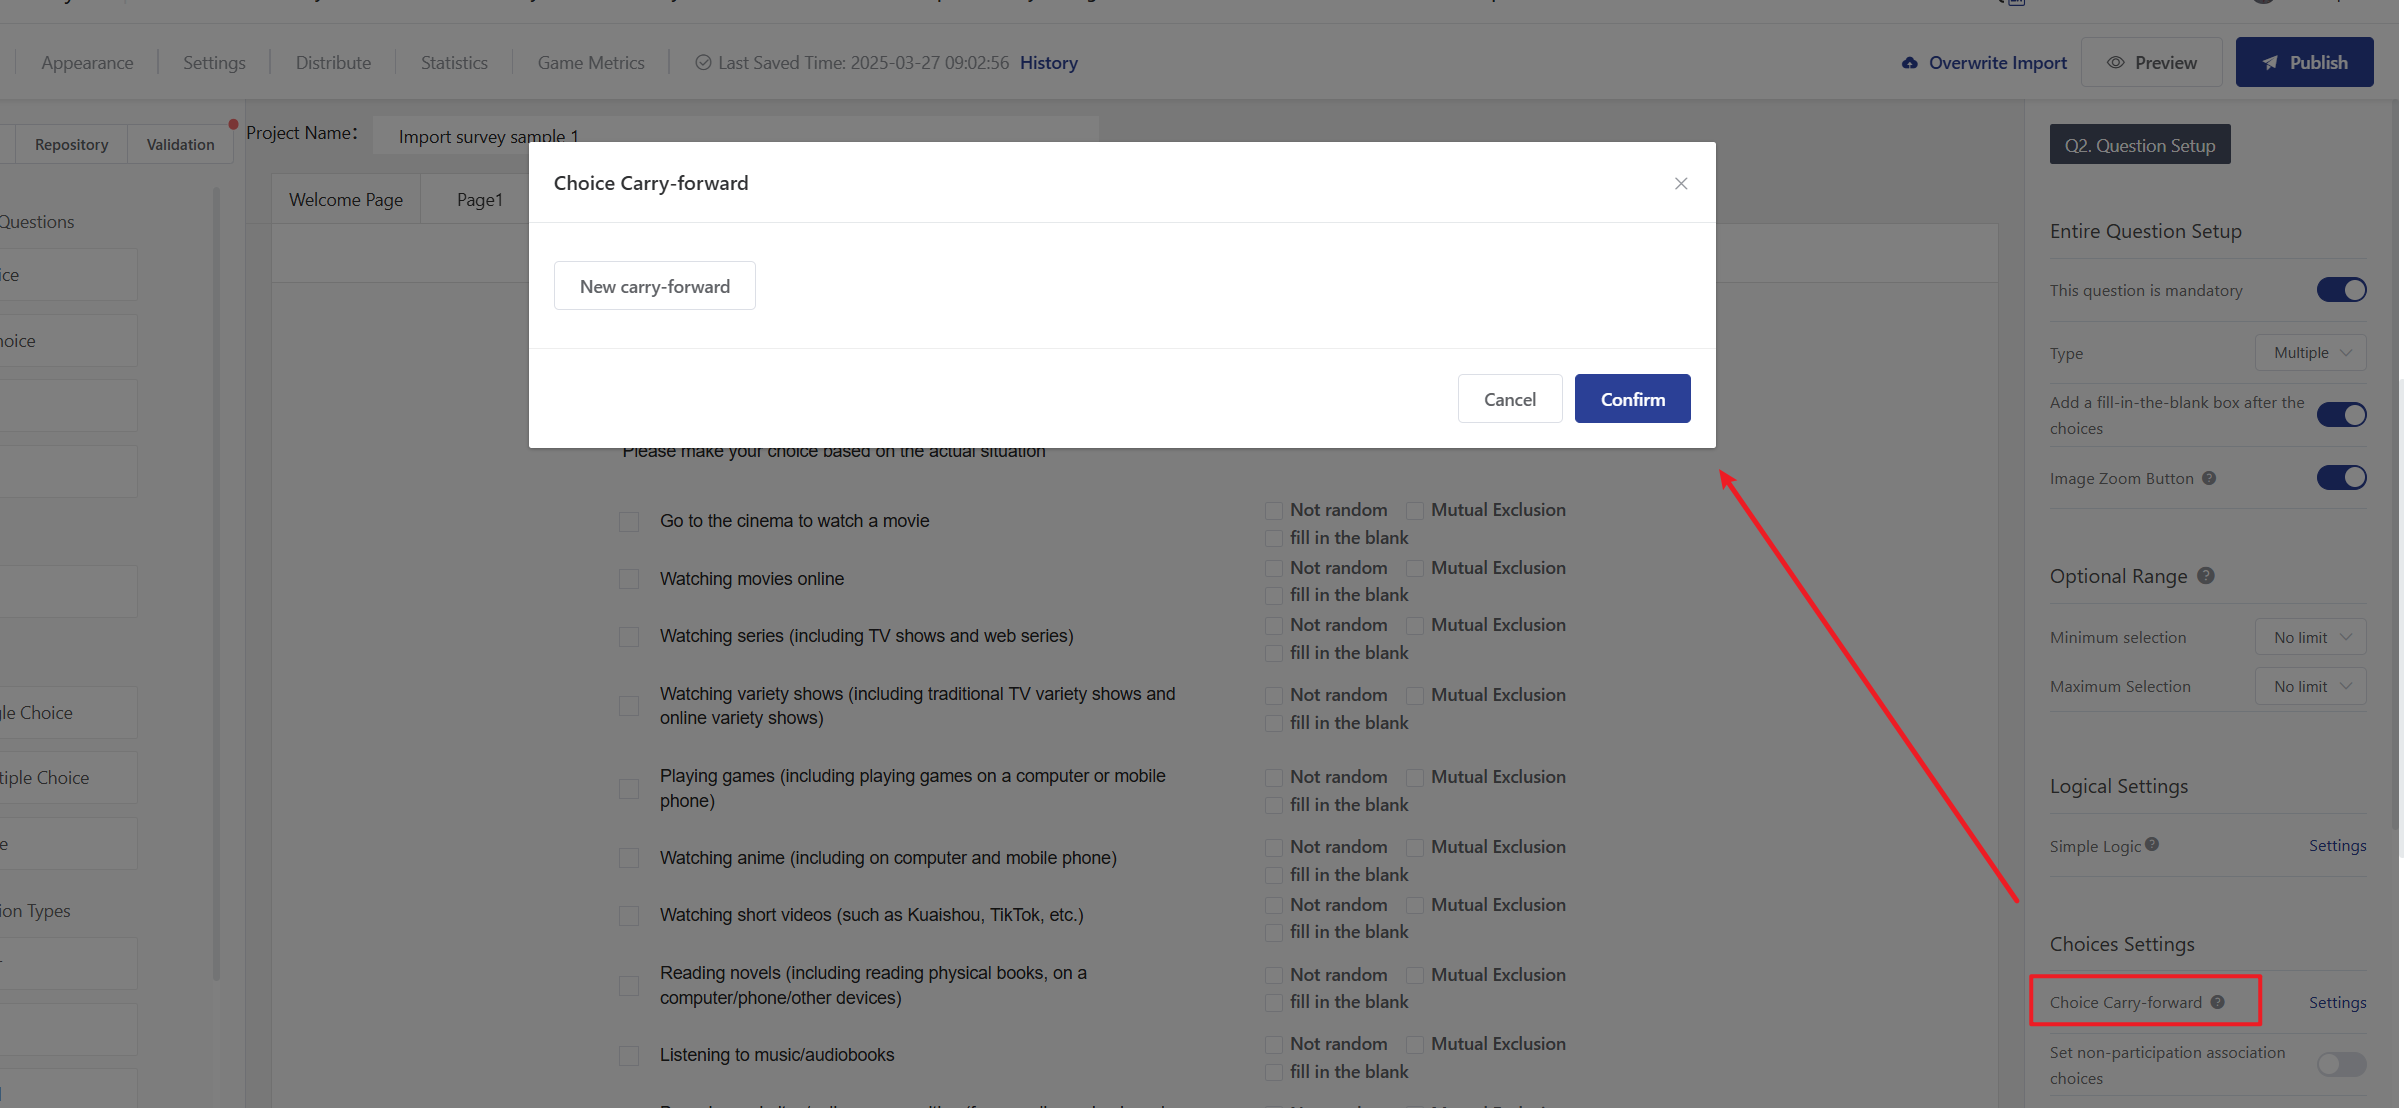 Appearance
Settings
Distribute
Statistics
Game Metrics
Last Saved Time: 2025-03-27 09:02:56 History
Overwrite Import
Preview
Publish
Repository
Validation
Project Name:
Import survey sample 1
Q2. Question Setup
Welcome Page
Page1
Choice Carry-forward
New carry-forward
Cancel
Confirm
Questions
ice
hoice
gle Choice
tiple Choice
e
ion Types
Please make your choice based on the actual situation
Go to the cinema to watch a movie
Not random Mutual Exclusion
fill in the blank
Watching movies online
Not random Mutual Exclusion
fill in the blank
Watching series (including TV shows and web series)
Not random Mutual Exclusion
fill in the blank
Watching variety shows (including traditional TV variety shows and
online variety shows)
Not random Mutual Exclusion
fill in the blank
Playing games (including playing games on a computer or mobile
phone)
Not random Mutual Exclusion
fill in the blank
Watching anime (including on computer and mobile phone)
Not random Mutual Exclusion
fill in the blank
Watching short videos (such as Kuaishou, TikTok, etc.)
Not random Mutual Exclusion
fill in the blank
Reading novels (including reading physical books, on a
computer/phone/other devices)
Not random Mutual Exclusion
fill in the blank
Listening to music/audiobooks
Not random Mutual Exclusion
fill in the blank
Entire Question Setup
This question is mandatory
Type
Multiple
Add a fill-in-the-blank box after the
choices
Image Zoom Button
Optional Range
Minimum selection
No limit
Maximum Selection
No limit
Logical Settings
Simple Logic
Settings
Choices Settings
Choice Carry-forward
Settings
Set non-participation association
choices